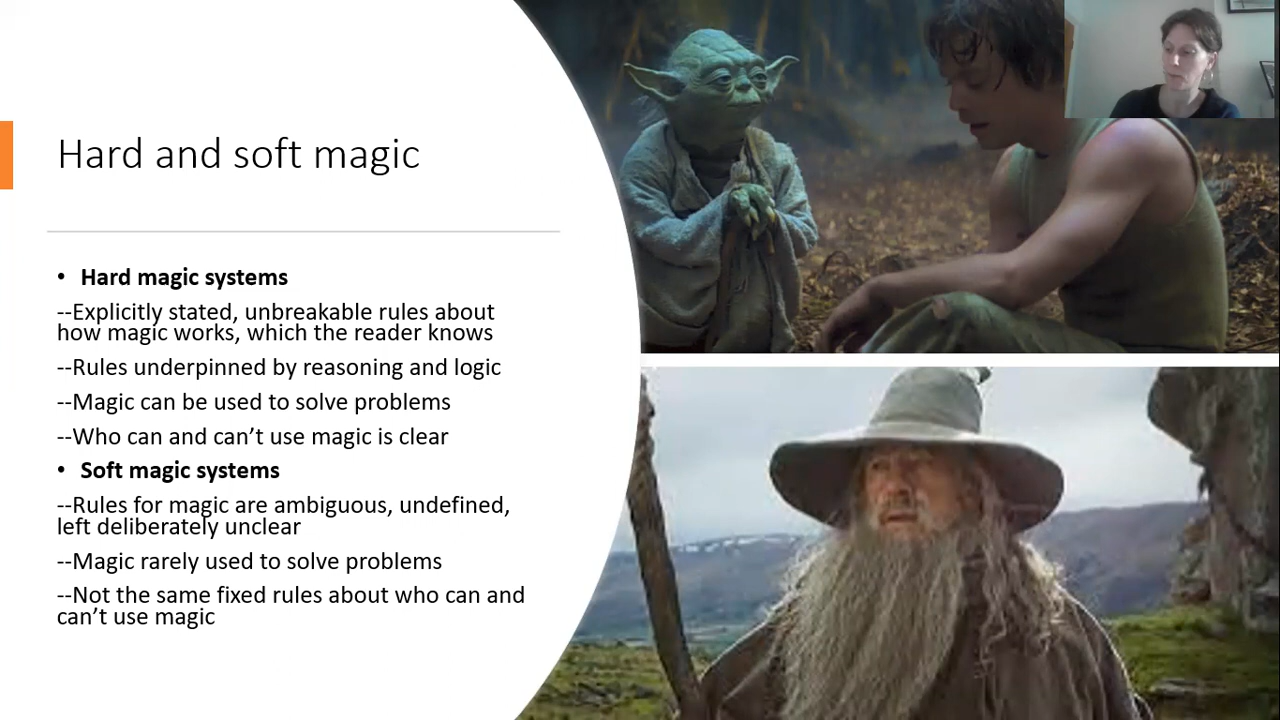 Hard and soft magic
• Hard magic systems
--Explicitly stated, unbreakable rules about
how magic works, which the reader knows
--Rules underpinned by reasoning and logic
--Magic can be used to solve problems
--Who can and can’t use magic is clear
• Soft magic systems
--Rules for magic are ambiguous, undefined,
left deliberately unclear
--Magic rarely used to solve problems
--Not the same fixed rules about who can and
can’t use magic